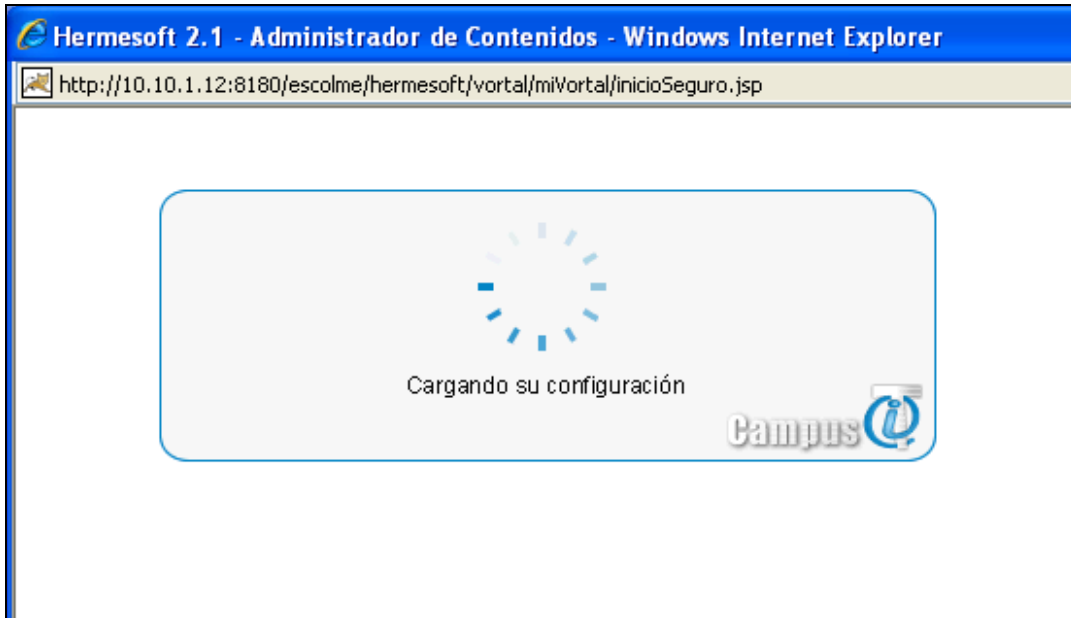 Hermesoft 2.1 - Administrador de Contenidos - Windows Internet Explorer
http://10.10.1.12:8180/escolme/hermesoft/vortal/miVortal/inicioSeguro.jsp
Cargando su configuración
Campus